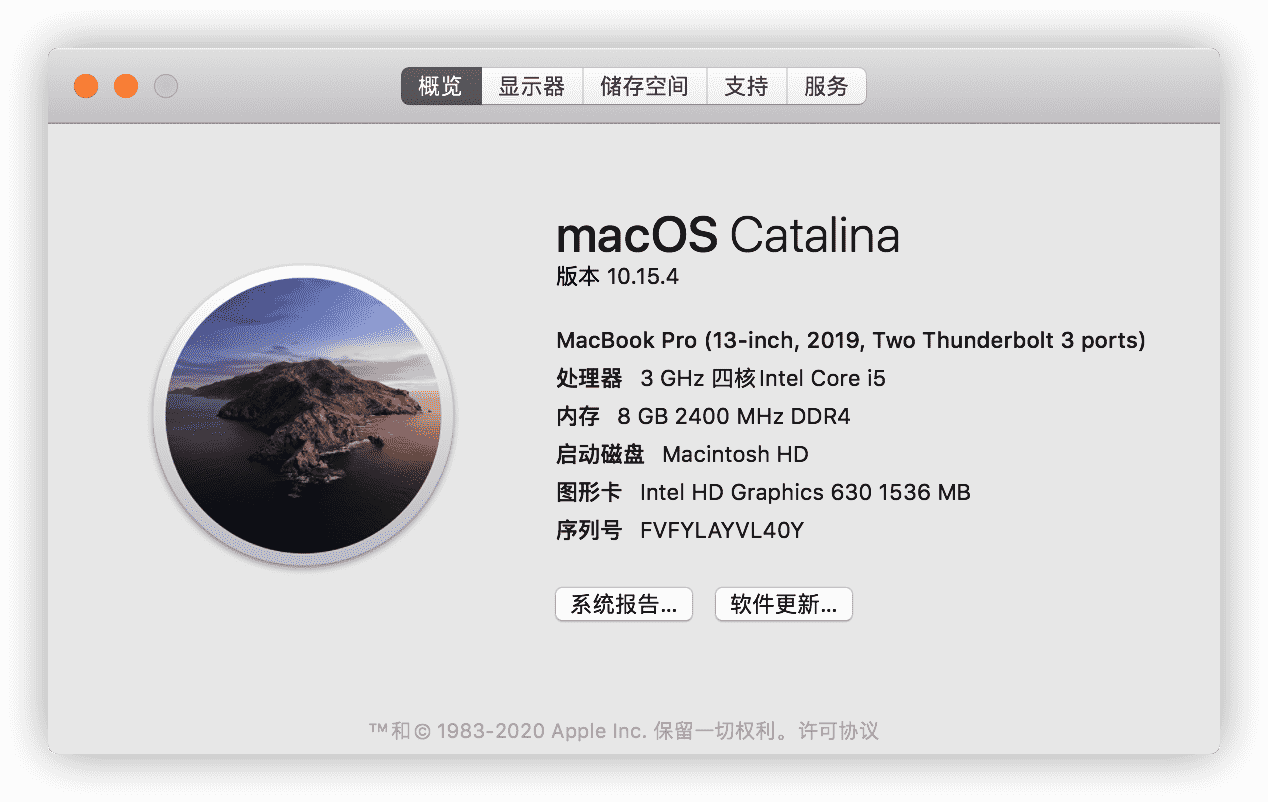 概览 显示器 储存空间 支持 服务
macOS Catalina
版本 10.15.4
MacBook Pro (13-inch, 2019, Two Thunderbolt 3 ports)
处理器 3 GHz 四核Intel Core i5
内存 8 GB 2400 MHz DDR4
启动磁盘 Macintosh HD
图形卡 Intel HD Graphics 630 1536 MB
序列号 FVFYLAYVL40Y
系统报告... 软件更新...
™和© 1983-2020 Apple Inc. 保留一切权利。许可协议